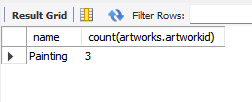 Result Grid Filter Rows:
name count(artworks.artworkid)
Painting 3